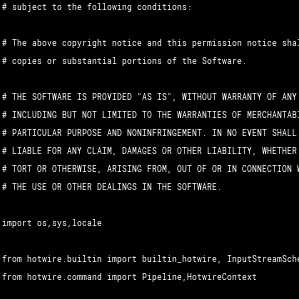 # subject to the following conditions:
# The above copyright notice and this permission notice shal
# copies or substantial portions of the Software.
# THE SOFTWARE IS PROVIDED "AS IS", WITHOUT WARRANTY OF ANY
# INCLUDING BUT NOT LIMITED TO THE WARRANTIES OF MERCHANTABI
# PARTICULAR PURPOSE AND NONINFRINGEMENT. IN NO EVENT SHALL
# LIABLE FOR ANY CLAIM, DAMAGES OR OTHER LIABILITY, WHETHER
# TORT OR OTHERWISE, ARISING FROM, OUT OF OR IN CONNECTION W
# THE USE OR OTHER DEALINGS IN THE SOFTWARE.
import os,sys,locale
from hotwire.builtin import builtin_hotwire, InputStreamSche
from hotwire.command import Pipeline,HotwireContext